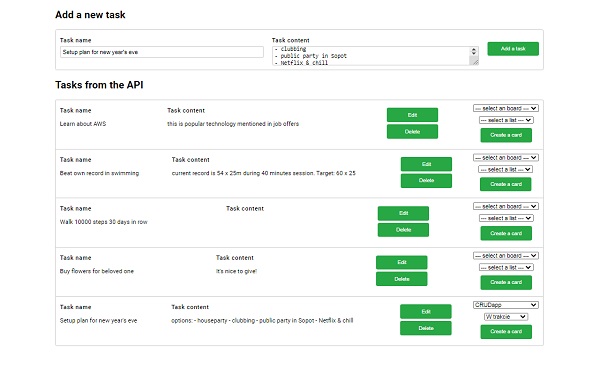 Add a new task
Task name
Task content
Setup plan for new year's eve
- clubbing
- public party in Sopot
- Netflix & chill
Add a task
Tasks from the API
Task name
Task content
Learn about AWS
this is popular technology mentioned in job offers
Edit
Delete
--- select an board ---
--- select a list ---
Create a card
Task name
Task content
Beat own record in swimming
current record is 54 x 25m during 40 minutes session. Target: 60 x 25
Edit
Delete
--- select an board ---
--- select a list ---
Create a card
Task name
Task content
Walk 10000 steps 30 days in row
Edit
Delete
--- select an board ---
--- select a list ---
Create a card
Task name
Task content
Buy flowers for beloved one
It's nice to give!
Edit
Delete
--- select an board ---
--- select a list ---
Create a card
Task name
Task content
Setup plan for new year's eve
options: - houseparty - clubbing - public party in Sopot - Netflix & chill
Edit
Delete
CRUDapp
W trakcie
Create a card